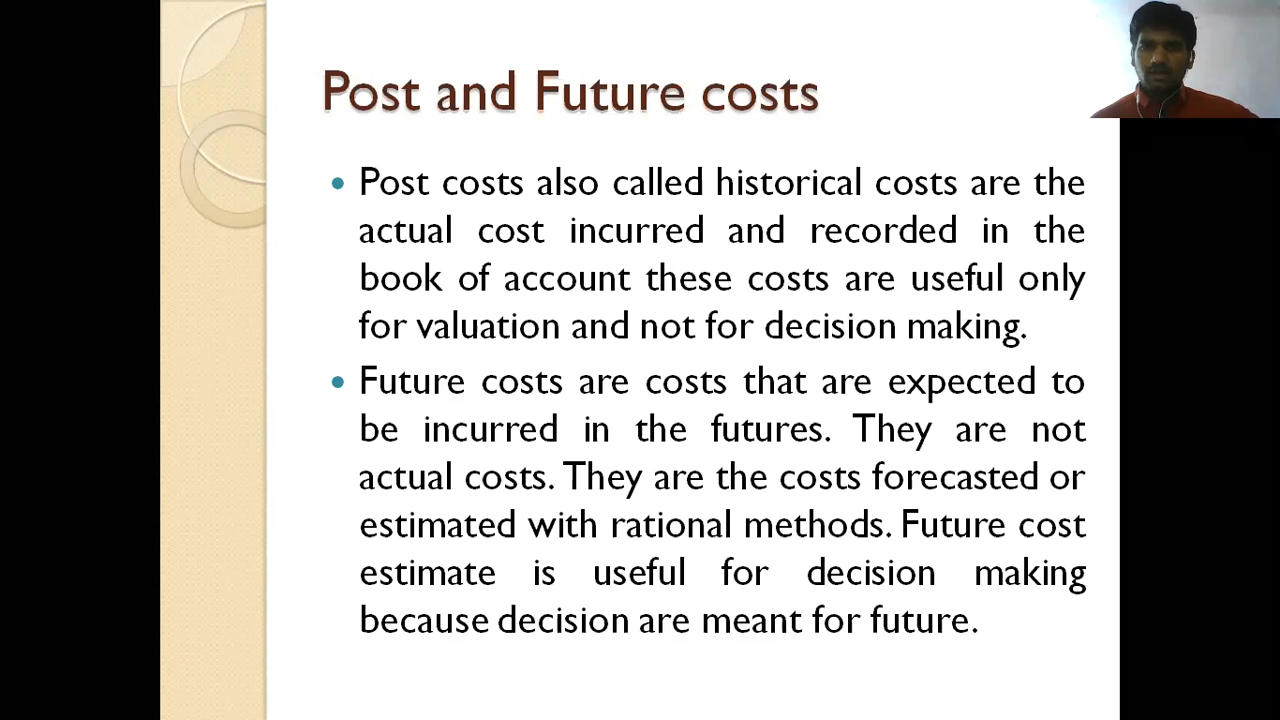 Post and Future costs
Post costs also called historical costs are the
actual cost incurred and recorded in the
book of account these costs are useful only
for valuation and not for decision making.
Future costs are costs that are expected to
be incurred in the futures. They are not
actual costs. They are the costs forecasted or
estimated with rational methods. Future cost
estimate is useful for decision making
because decision are meant for future.